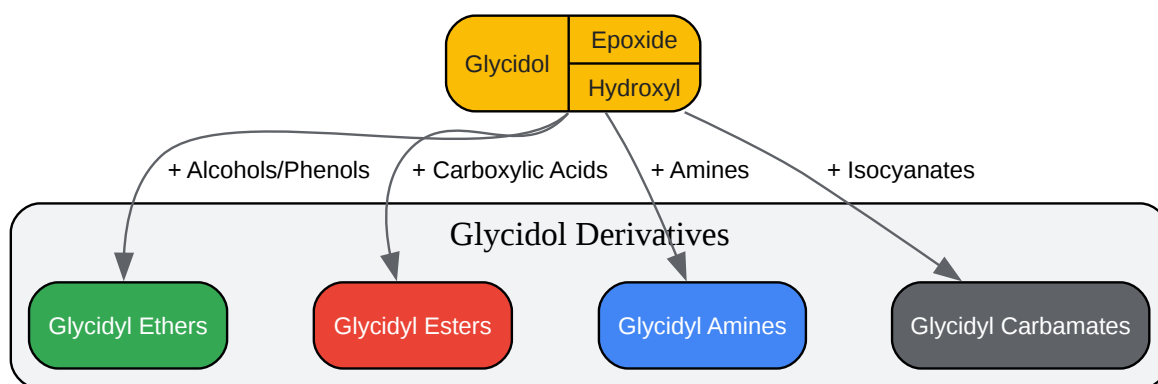 Glycidol
Epoxide
Hydroxyl
+ Alcohols/Phenols
+ Carboxylic Acids
+ Amines
+ Isocyanates
Glycidol Derivatives
Glycidyl Ethers
Glycidyl Esters
Glycidyl Amines
Glycidyl Carbamates